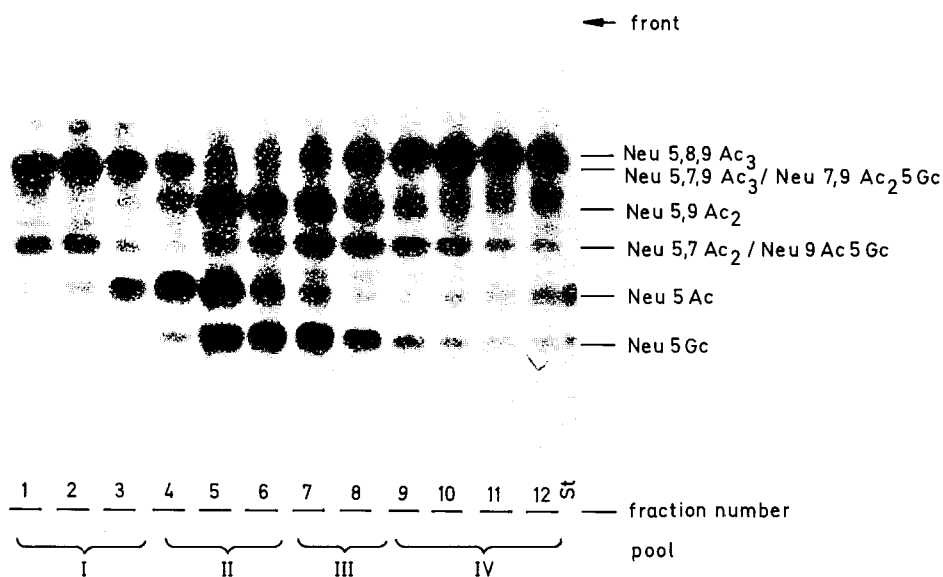 front
Neu 5,8,9 Ac3
Neu 5,7,9 Ac3 / Neu 7,9 Ac2 5 Gc
Neu 5,9 Ac2
Neu 5,7 Ac2 / Neu 9 Ac 5 Gc
Neu 5 Ac
Neu 5 Gc
1 2 3 4 5 6 7 8 9 10 11 12 St
fraction number
pool
I II III IV